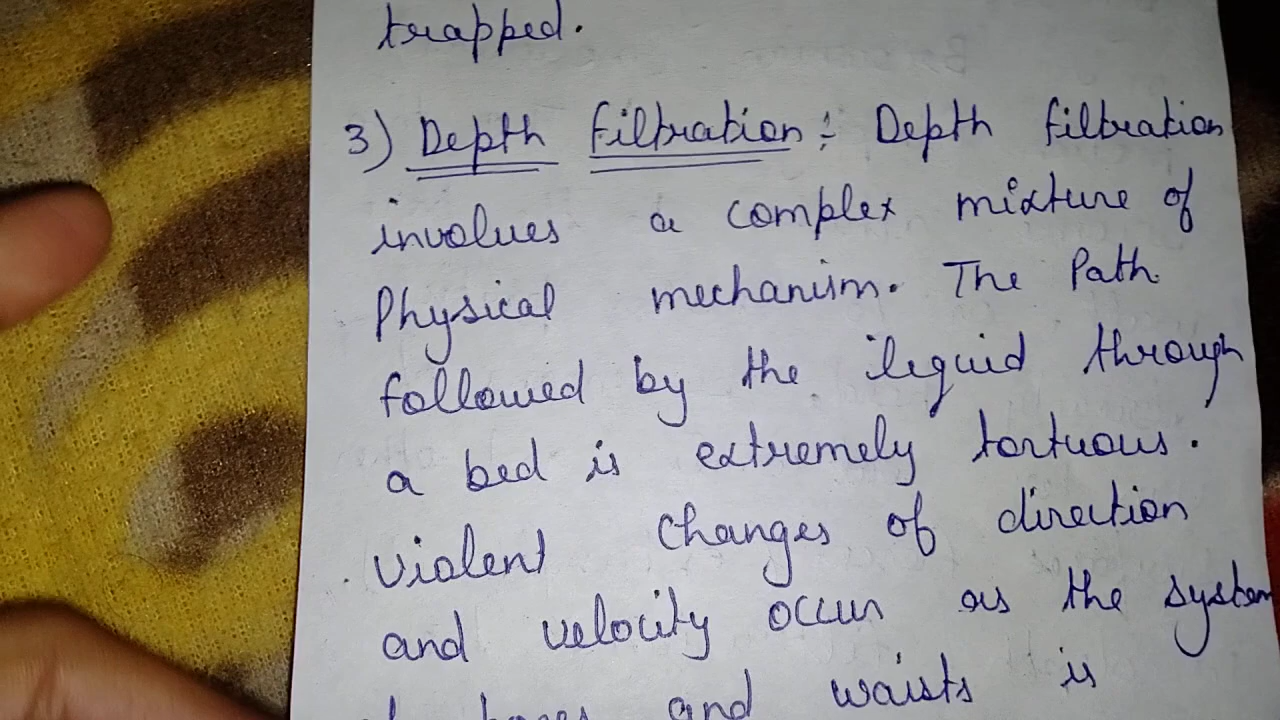 trapped.
3) Depth filtration : Depth filtration
involves a complex mixture of
Physical mechanism. The Path
followed by the liquid through
a bed is extremely tortuous.
violent changes of direction
and velocity occur as the system
and waists is